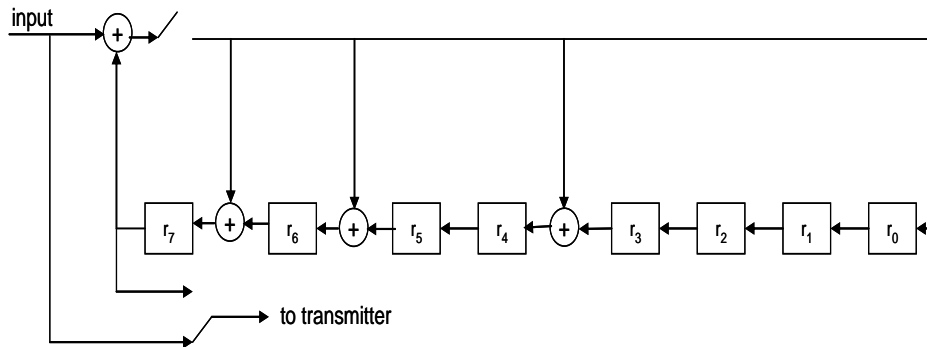 input
+
+ + +
r₇ r₆ r₅ r₄ r₃ r₂ r₁ r₀
to transmitter